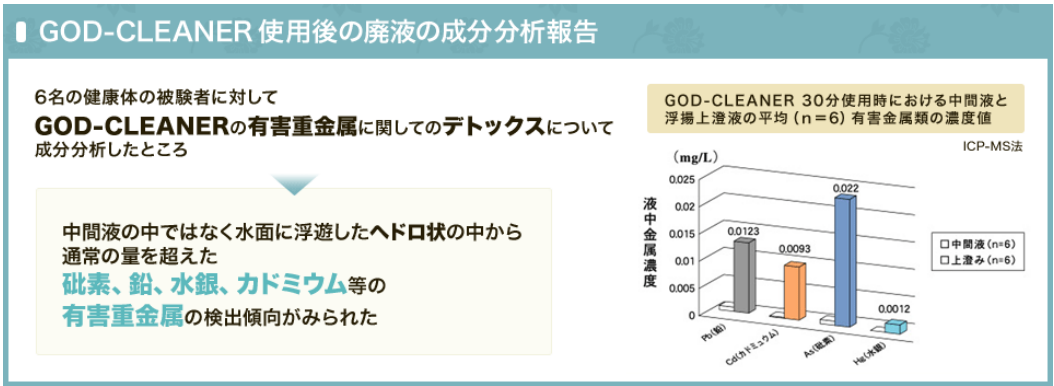 GOD-CLEANER 使用後の廃液の成分分析報告
6名の健康体の被験者に対して
GOD-CLEANERの有害重金属に関してのデトックスについて
成分分析したところ
中間液の中ではなく水面に浮遊したヘドロ状の中から
通常の量を超えた
砒素、鉛、水銀、カドミウム等の
有害重金属の検出傾向がみられた
GOD-CLEANER 30分使用時における中間液と
浮揚上澄液の平均(n=6)有害金属類の濃度値
ICP-MS法
(mg/L)
液中金属濃度
0.025
0.02
0.015
0.01
0.005
0
0.0123
0.0093
0.022
0.0012
Pb(鉛)
Cd(カドミュウム)
As(砒素)
Hg(水銀)
□中間液(n=6)
□上澄み(n=6)